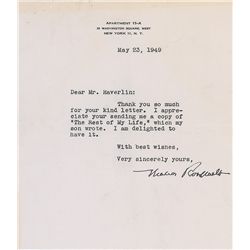 APARTMENT 15-A
29 WASHINGTON SQUARE, WEST
NEW YORK 11, N. Y.
May 23, 1949
Dear Mr. Haverlin:
Thank you so much
for your kind letter. I appre-
ciate your sending me a copy of
"The Rest of My Life," which my
son wrote. I am delighted to
have it.
With best wishes,
Very sincerely yours,